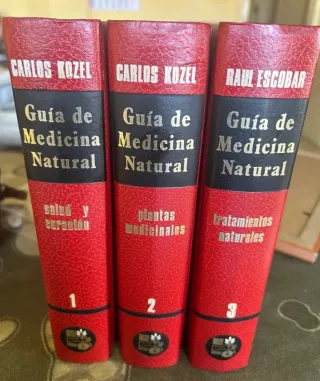 CARLOS KOZEL
Guía de
Medicina
Natural
salud y
curación
1
CARLOS KOZEL
Guía de
Medicina
Natural
plantas
medicinales
2
RAUL ESCOBAR
Guía de
Medicina
Natural
tratamientos
naturales
3